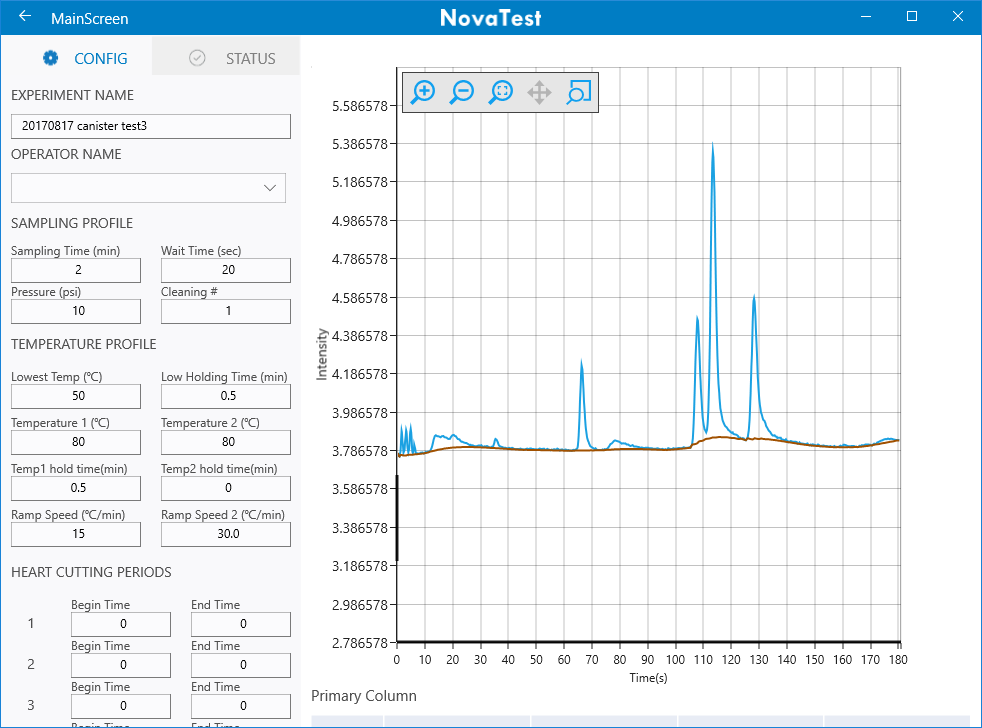 MainScreen
NovaTest
CONFIG
STATUS
EXPERIMENT NAME
20170817 canister test3
OPERATOR NAME
SAMPLING PROFILE
Sampling Time (min) Wait Time (sec)
2 20
Pressure (psi) Cleaning #
10 1
TEMPERATURE PROFILE
Lowest Temp (℃) Low Holding Time (min)
50 0.5
Temperature 1 (℃) Temperature 2 (℃)
80 80
Temp1 hold time(min) Temp2 hold time(min)
0.5 0
Ramp Speed (℃/min) Ramp Speed 2 (℃/min)
15 30.0
HEART CUTTING PERIODS
Begin Time End Time
1 0 0
Begin Time End Time
2 0 0
Begin Time End Time
3 0 0
Begin Time End Time
Intensity
5.586578
5.386578
5.186578
4.986578
4.786578
4.586578
4.386578
4.186578
3.986578
3.786578
3.586578
3.386578
3.186578
2.986578
2.786578
0 10 20 30 40 50 60 70 80 90 100 110 120 130 140 150 160 170 180
Time(s)
Primary Column